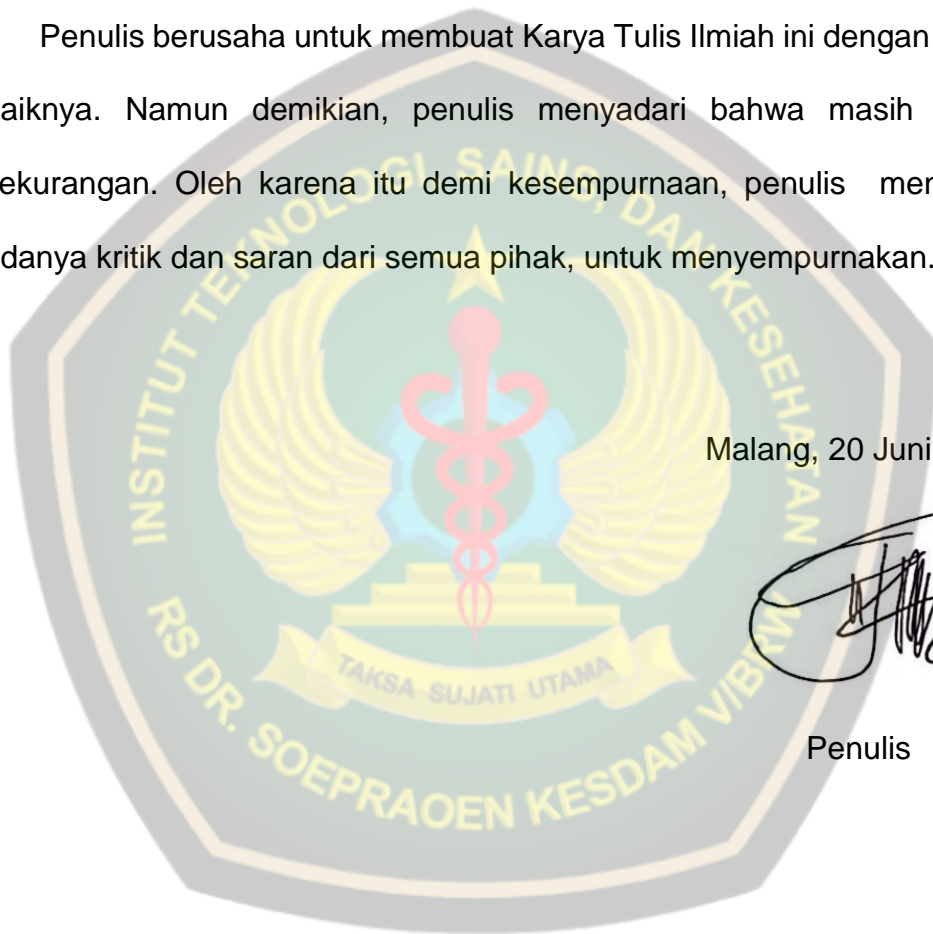 Penulis berusaha untuk membuat Karya Tulis Ilmiah ini dengan
aiknya. Namun demikian, penulis menyadari bahwa masih
ekurangan. Oleh karena itu demi kesempurnaan, penulis men
danya kritik dan saran dari semua pihak, untuk menyempurnakan.
INSTITUT TEKNOLOGI, SAINS, DAN KESEHATAN
Malang, 20 Juni
TAKSA SUJATI UTAMA
RS DR. SOEPRAOEN KESDAM V/BRW
Penulis